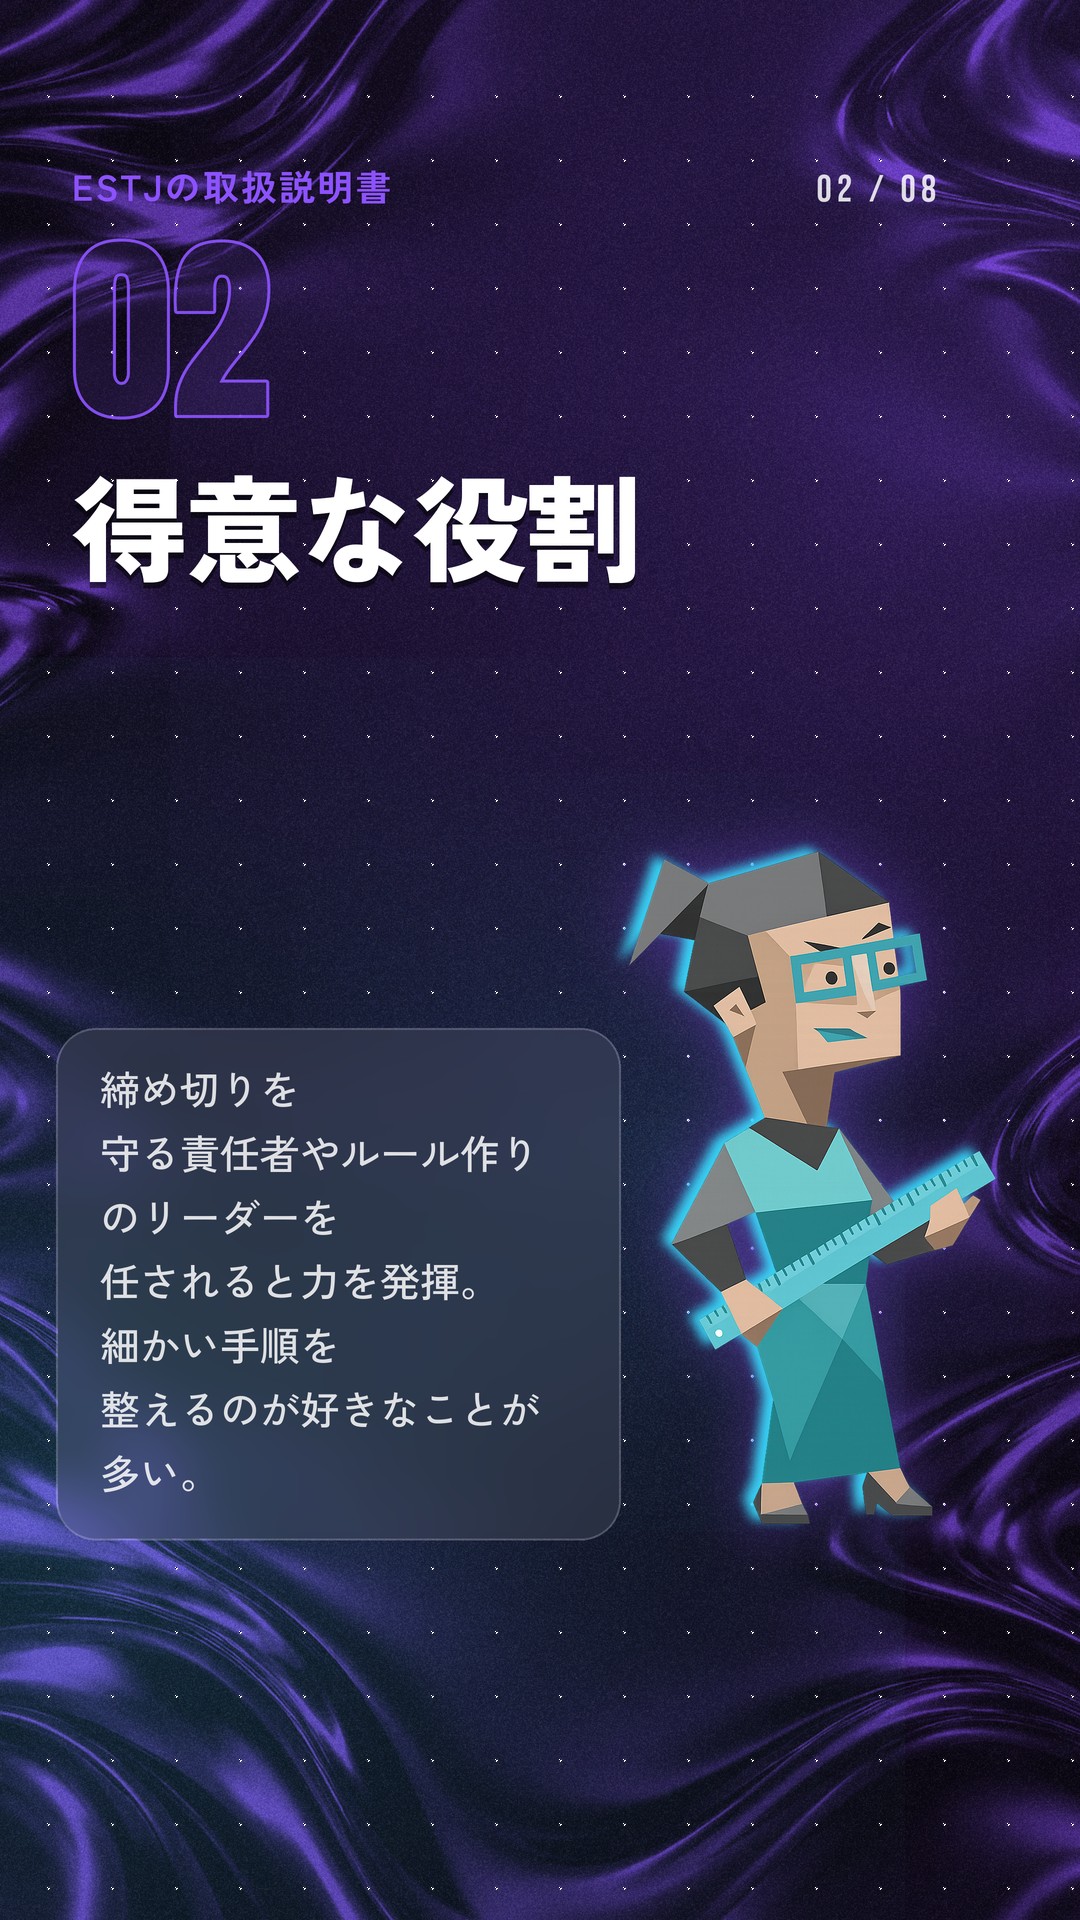 ESTJの取扱説明書
02 / 08
02
得意な役割
締め切りを
守る責任者やルール作り
のリーダーを
任されると力を発揮。
細かい手順を
整えるのが好きなことが
多い。